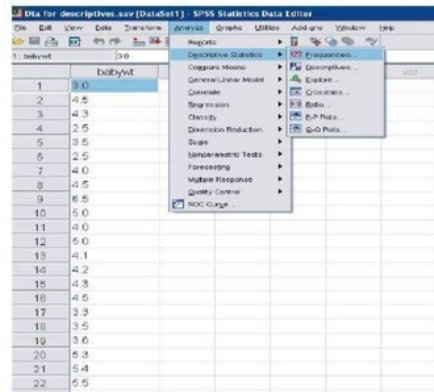 Dta for descriptives.sav [DataSet1] - SPSS Statistics Data Editor
File Edit View Data Transform Analyze Graphs Utilities Add-ons Window Help
1 : babywt 3.0
babywt var
1 3.0
2 4.5
3 4.3
4 2.5
5 3.5
6 2.5
7 4.0
8 4.5
9 6.5
10 5.0
11 4.0
12 5.0
13 4.1
14 4.2
15 4.3
16 4.5
17 3.3
18 3.5
19 3.6
20 5.3
21 5.4
22 5.5
Reports
Descriptive Statistics
Compare Means
General Linear Model
Correlate
Regression
Classify
Dimension Reduction
Scale
Nonparametric Tests
Forecasting
Multiple Response
Quality Control
ROC Curve...
123 Frequencies...
Descriptives...
Explore...
Crosstabs...
Ratio...
P-P Plots...
Q-Q Plots...